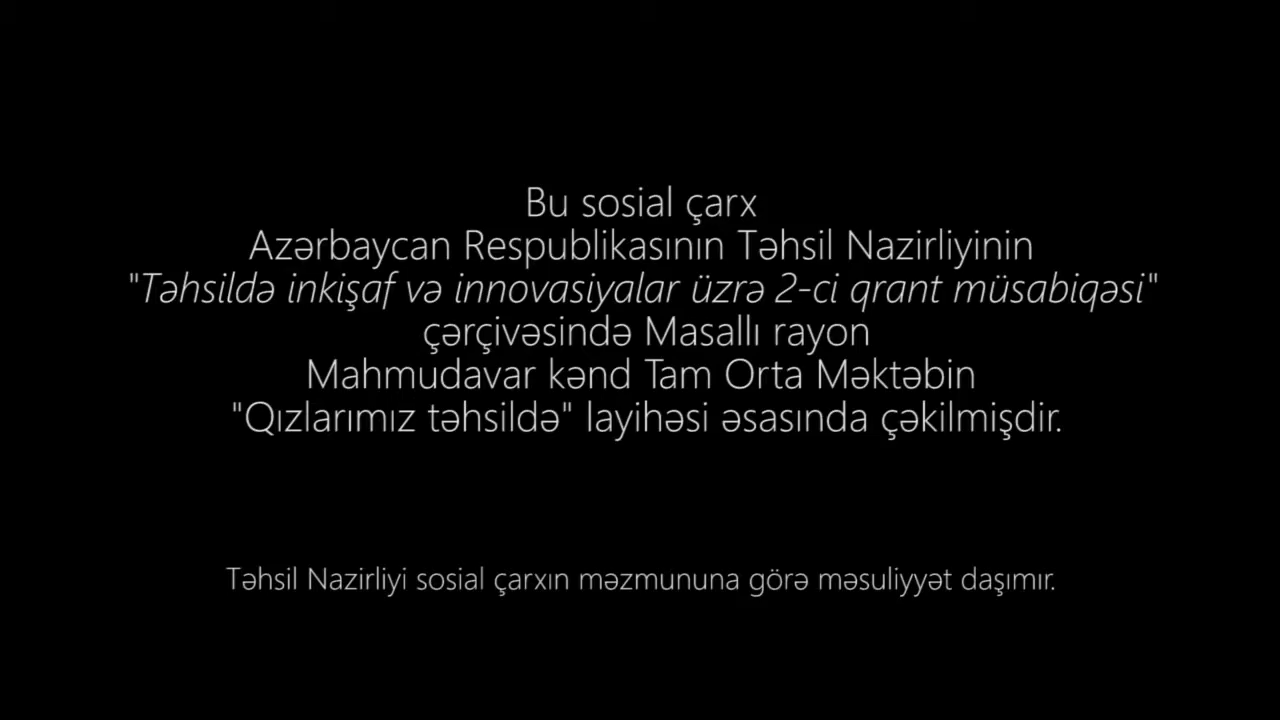 Bu sosial çarx
Azərbaycan Respublikasının Təhsil Nazirliyinin
"Təhsildə inkişaf və innovasiyalar üzrə 2-ci qrant müsabiqəsi"
çərçivəsində Masallı rayon
Mahmudavar kənd Tam Orta Məktəbin
"Qızlarımız təhsildə" layihəsi əsasında çəkilmişdir.
Təhsil Nazirliyi sosial çarxın məzmununa görə məsuliyyət daşımır.